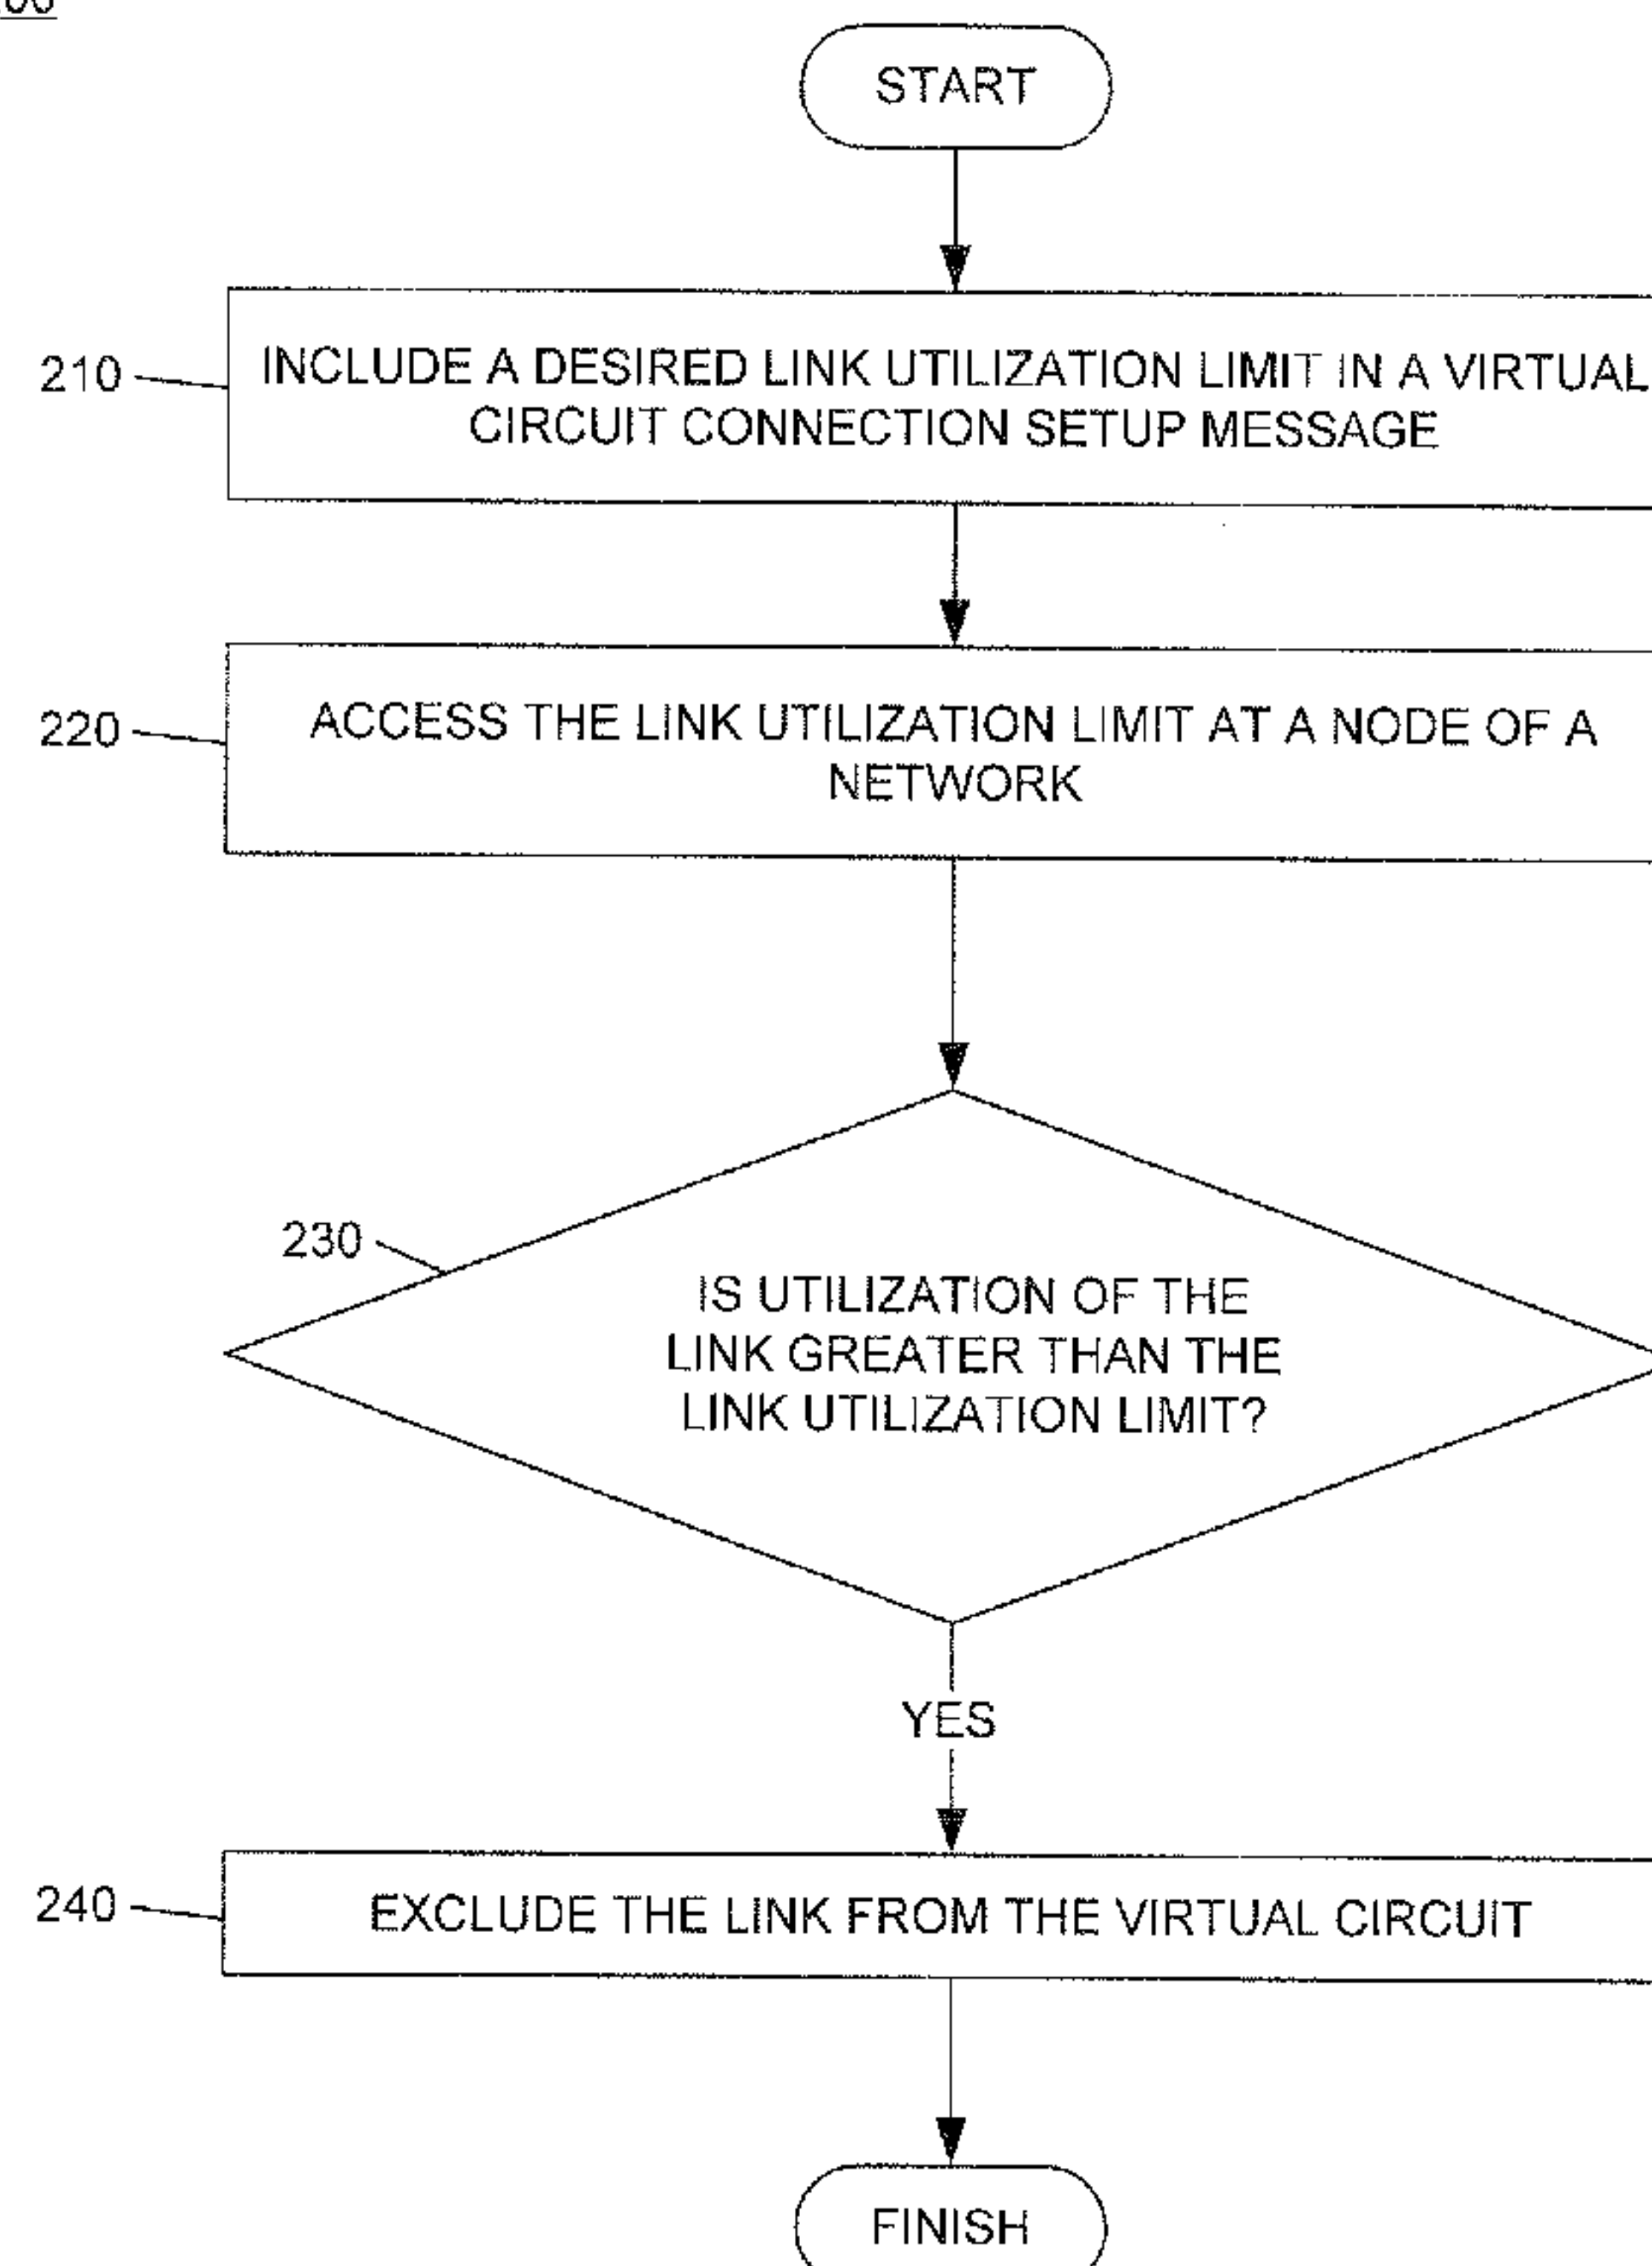 START
210
INCLUDE A DESIRED LINK UTILIZATION LIMIT IN A VIRTUAL
CIRCUIT CONNECTION SETUP MESSAGE
220
ACCESS THE LINK UTILIZATION LIMIT AT A NODE OF A
NETWORK
230
IS UTILIZATION OF THE
LINK GREATER THAN THE
LINK UTILIZATION LIMIT?
YES
240
EXCLUDE THE LINK FROM THE VIRTUAL CIRCUIT
FINISH